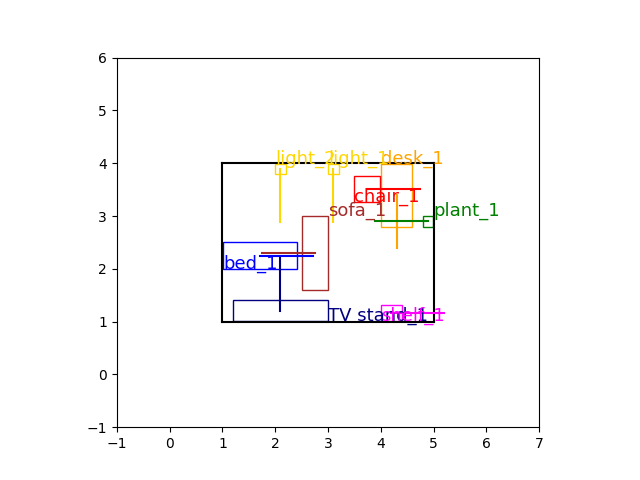 6
5
4
3
2
1
0
−1
−1 0 1 2 3 4 5 6 7
light_2
light_1
desk_1
chair_1
sofa_1
plant_1
bed_1
TV stand_1
shelf_1